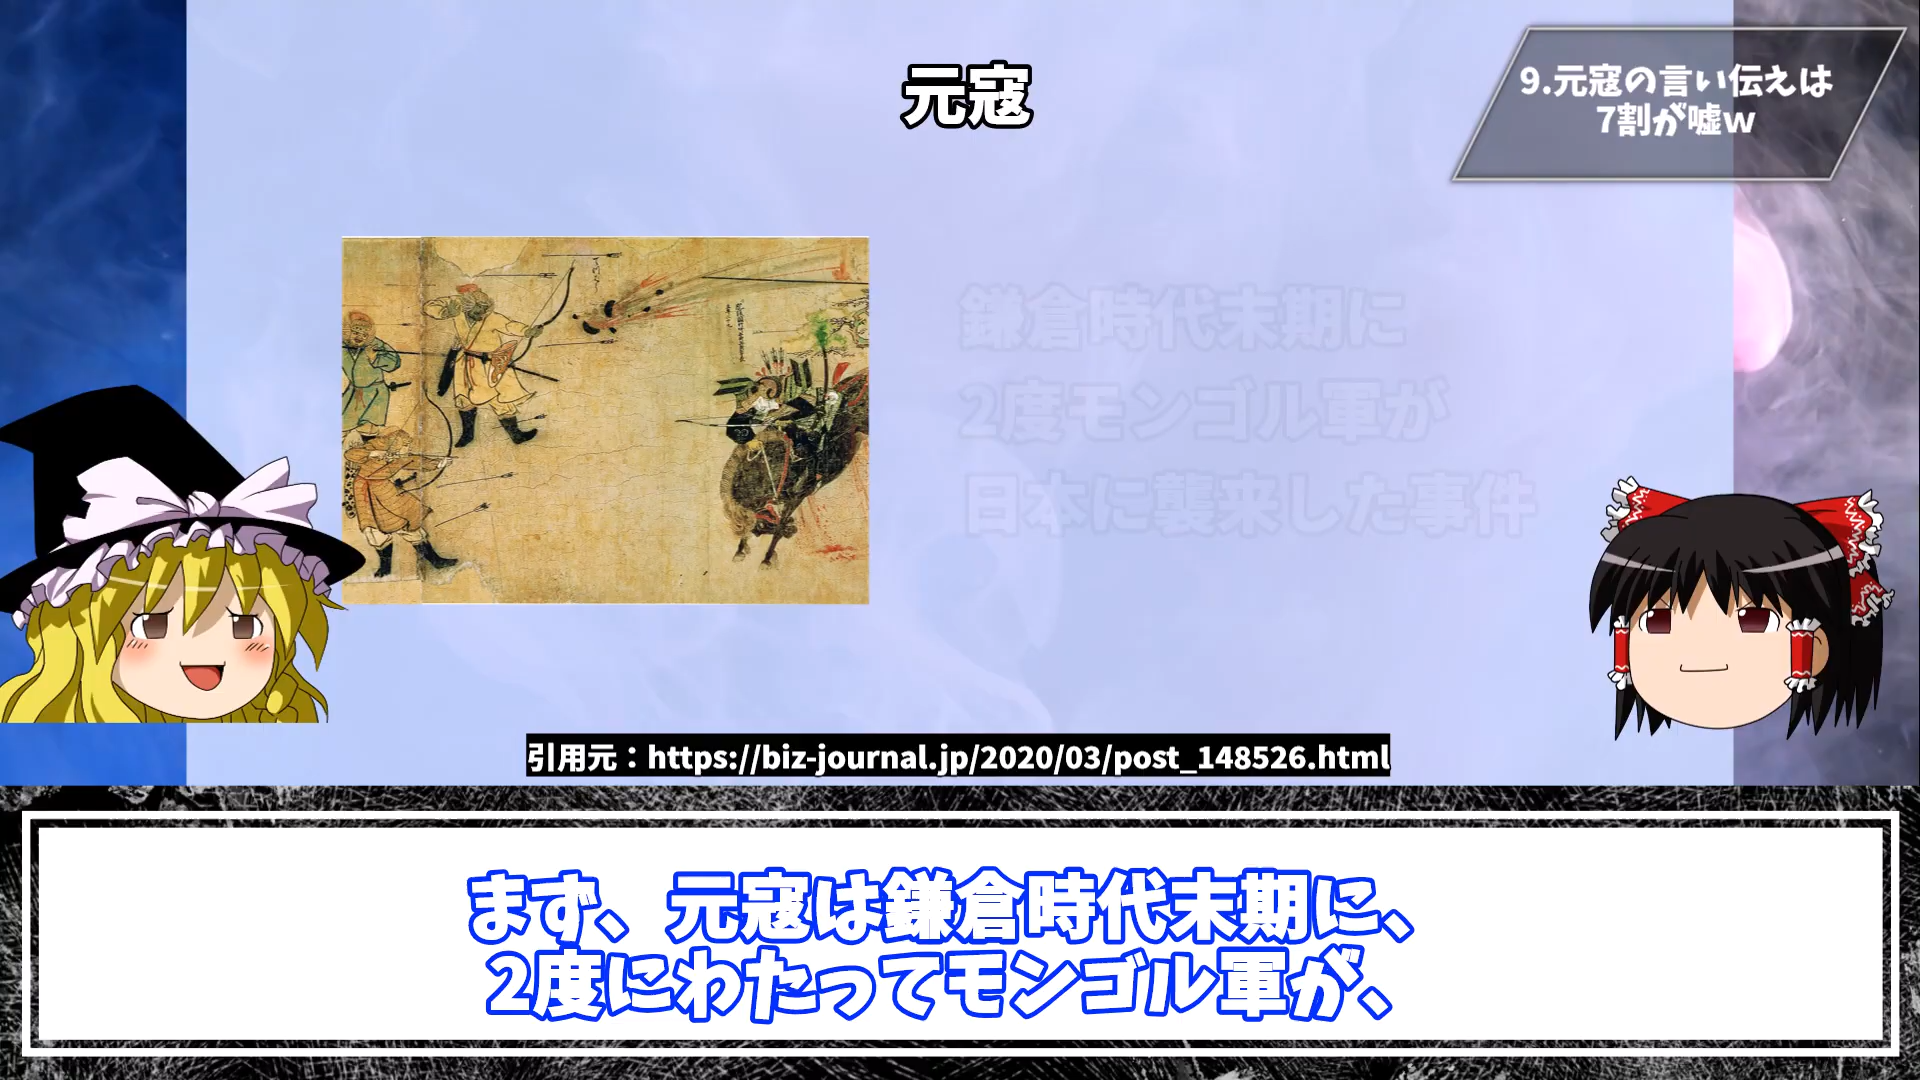 元寇
9.元寇の言い伝えは
7割が嘘w
鎌倉時代末期に
2度モンゴル軍が
日本に襲来した事件
引用元：https://biz-journal.jp/2020/03/post_148526.html
まず、元寇は鎌倉時代末期に、
2度にわたってモンゴル軍が、